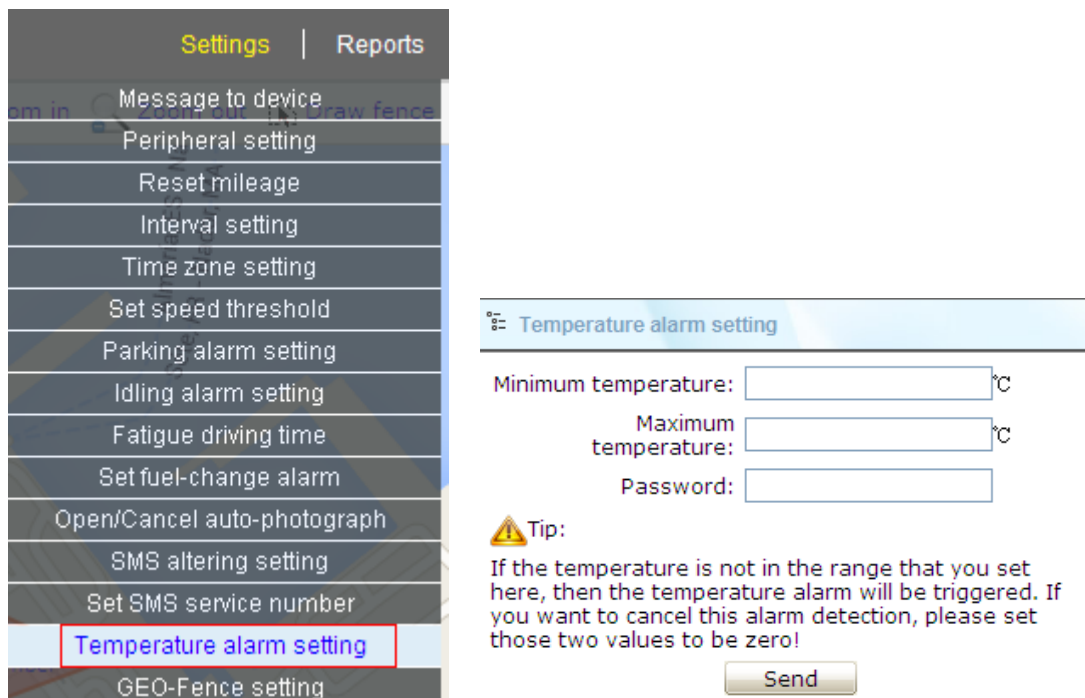 Settings | Reports
Message to device
Zoom out Draw fence
Peripheral setting
Reset mileage
Interval setting
Time zone setting
Set speed threshold
Parking alarm setting
Idling alarm setting
Fatigue driving time
Set fuel-change alarm
Open/Cancel auto-photograph
SMS altering setting
Set SMS service number
Temperature alarm setting
GEO-Fence setting
Temperature alarm setting
Minimum temperature: ℃
Maximum
temperature: ℃
Password:
Tip:
If the temperature is not in the range that you set
here, then the temperature alarm will be triggered. If
you want to cancel this alarm detection, please set
those two values to be zero!
Send